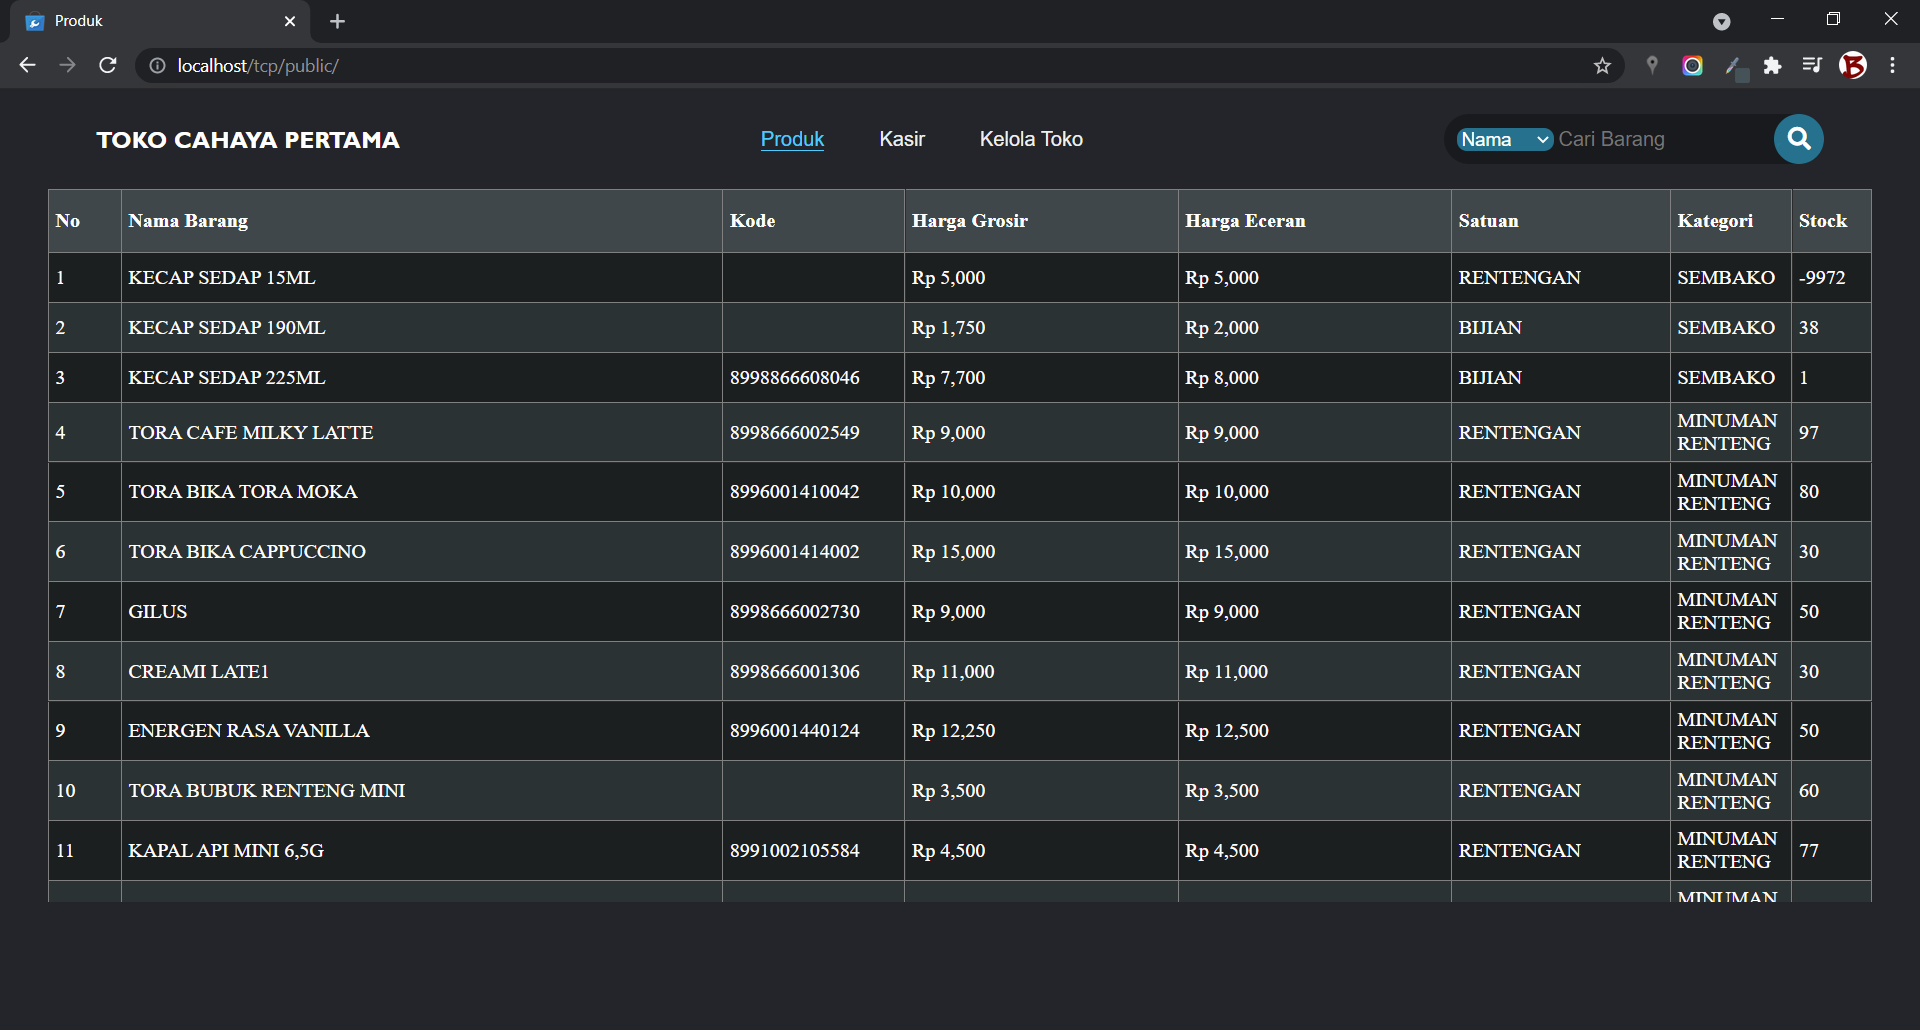 Produk
localhost/tcp/public/
TOKO CAHAYA PERTAMA Produk Kasir Kelola Toko Nama Cari Barang
No Nama Barang Kode Harga Grosir Harga Eceran Satuan Kategori Stock
1 KECAP SEDAP 15ML Rp 5,000 Rp 5,000 RENTENGAN SEMBAKO -9972
2 KECAP SEDAP 190ML Rp 1,750 Rp 2,000 BIJIAN SEMBAKO 38
3 KECAP SEDAP 225ML 8998866608046 Rp 7,700 Rp 8,000 BIJIAN SEMBAKO 1
4 TORA CAFE MILKY LATTE 8998666002549 Rp 9,000 Rp 9,000 RENTENGAN MINUMAN RENTENG 97
5 TORA BIKA TORA MOKA 8996001410042 Rp 10,000 Rp 10,000 RENTENGAN MINUMAN RENTENG 80
6 TORA BIKA CAPPUCCINO 8996001414002 Rp 15,000 Rp 15,000 RENTENGAN MINUMAN RENTENG 30
7 GILUS 8998666002730 Rp 9,000 Rp 9,000 RENTENGAN MINUMAN RENTENG 50
8 CREAMI LATE1 8998666001306 Rp 11,000 Rp 11,000 RENTENGAN MINUMAN RENTENG 30
9 ENERGEN RASA VANILLA 8996001440124 Rp 12,250 Rp 12,500 RENTENGAN MINUMAN RENTENG 50
10 TORA BUBUK RENTENG MINI Rp 3,500 Rp 3,500 RENTENGAN MINUMAN RENTENG 60
11 KAPAL API MINI 6,5G 8991002105584 Rp 4,500 Rp 4,500 RENTENGAN MINUMAN RENTENG 77
MINUMAN